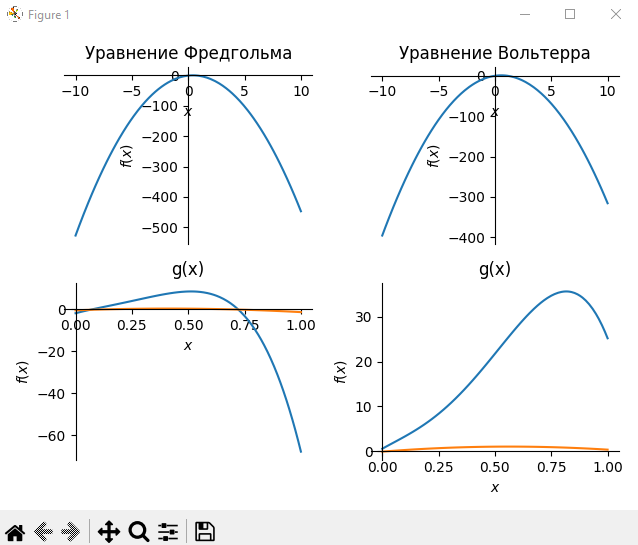 Figure 1
Уравнение Фредгольма
0
−10 −5 0 5 10
x
−100
−200
f(x)
−300
−400
−500
Уравнение Вольтерра
0
−10 −5 0 5 10
x
−100
f(x)
−200
−300
−400
g(x)
0
0.00 0.25 0.50 0.75 1.00
x
−20
f(x)
−40
−60
g(x)
30
f(x)
20
10
0
0.00 0.25 0.50 0.75 1.00
x